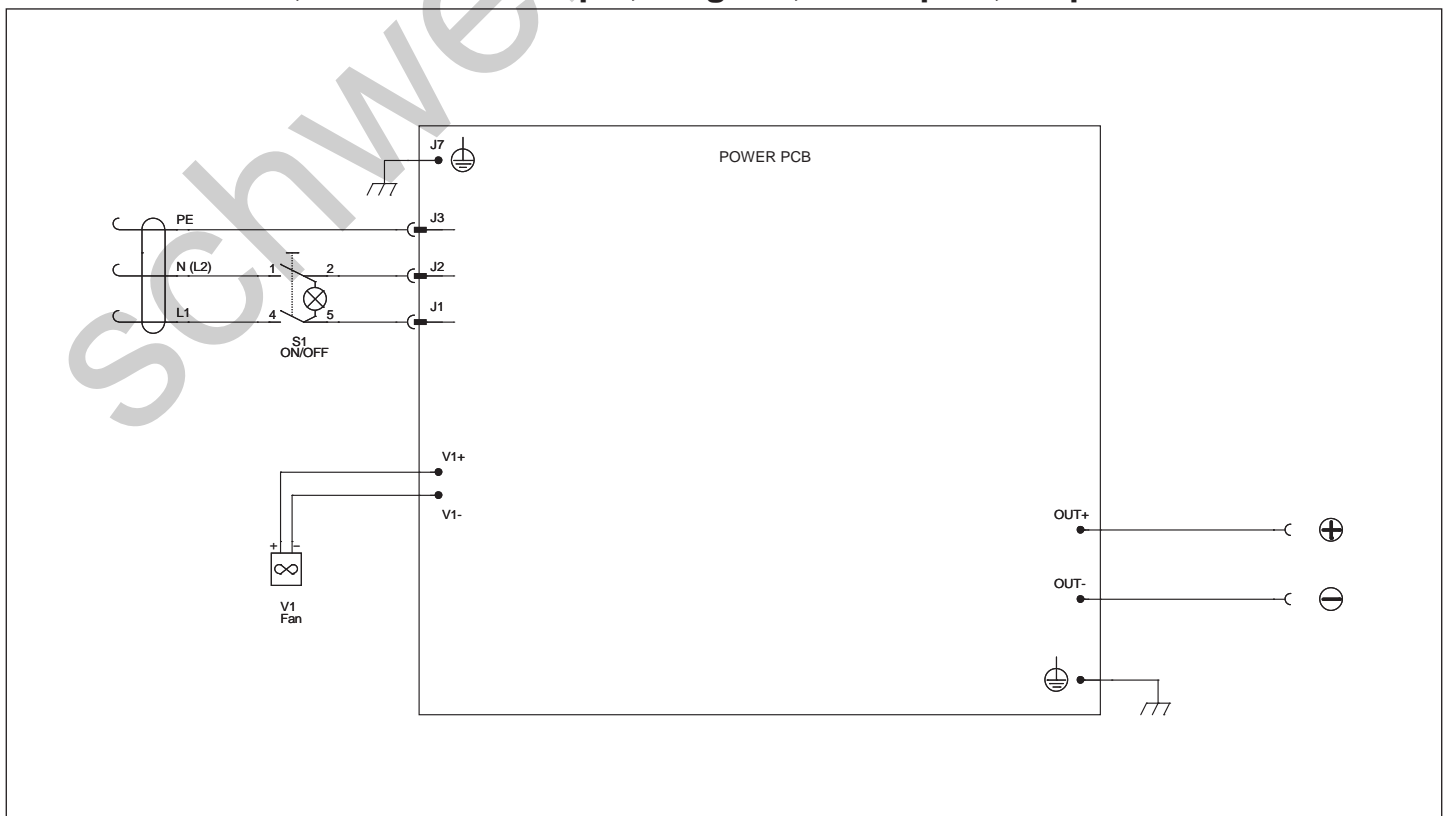 J7
POWER PCB
PE
J3
N (L2)
1
2
J2
L1
4
5
J1
S1
ON/OFF
V1+
V1-
+
−
V1
Fan
OUT+
OUT-
schwe